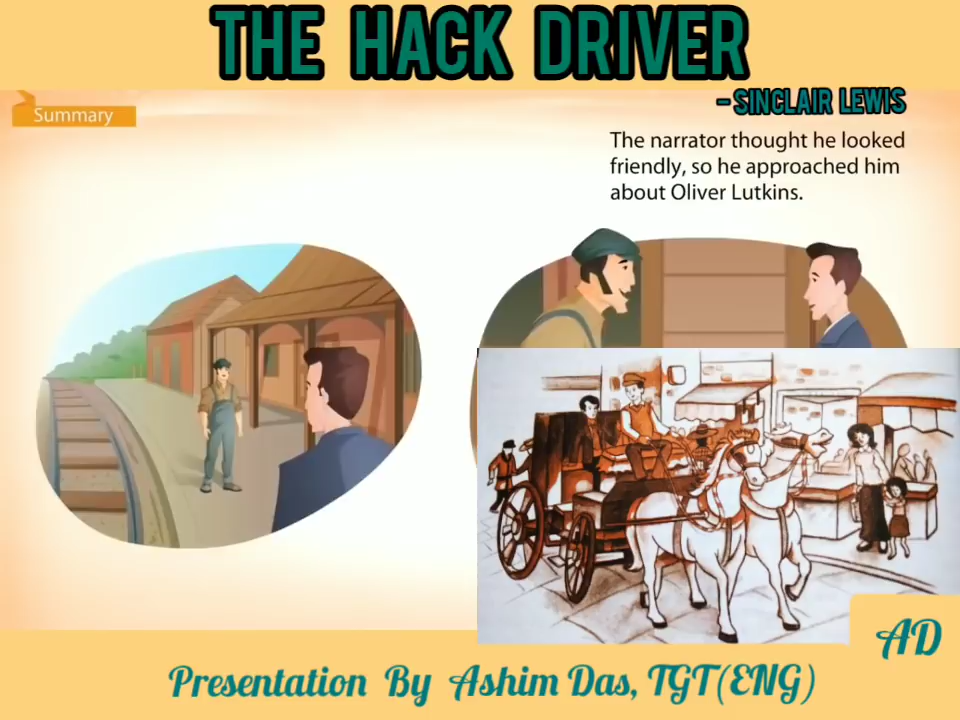 THE HACK DRIVER
- SINCLAIR LEWIS
Summary
The narrator thought he looked
friendly, so he approached him
about Oliver Lutkins.
AD
Presentation By Ashim Das, TGT(ENG)